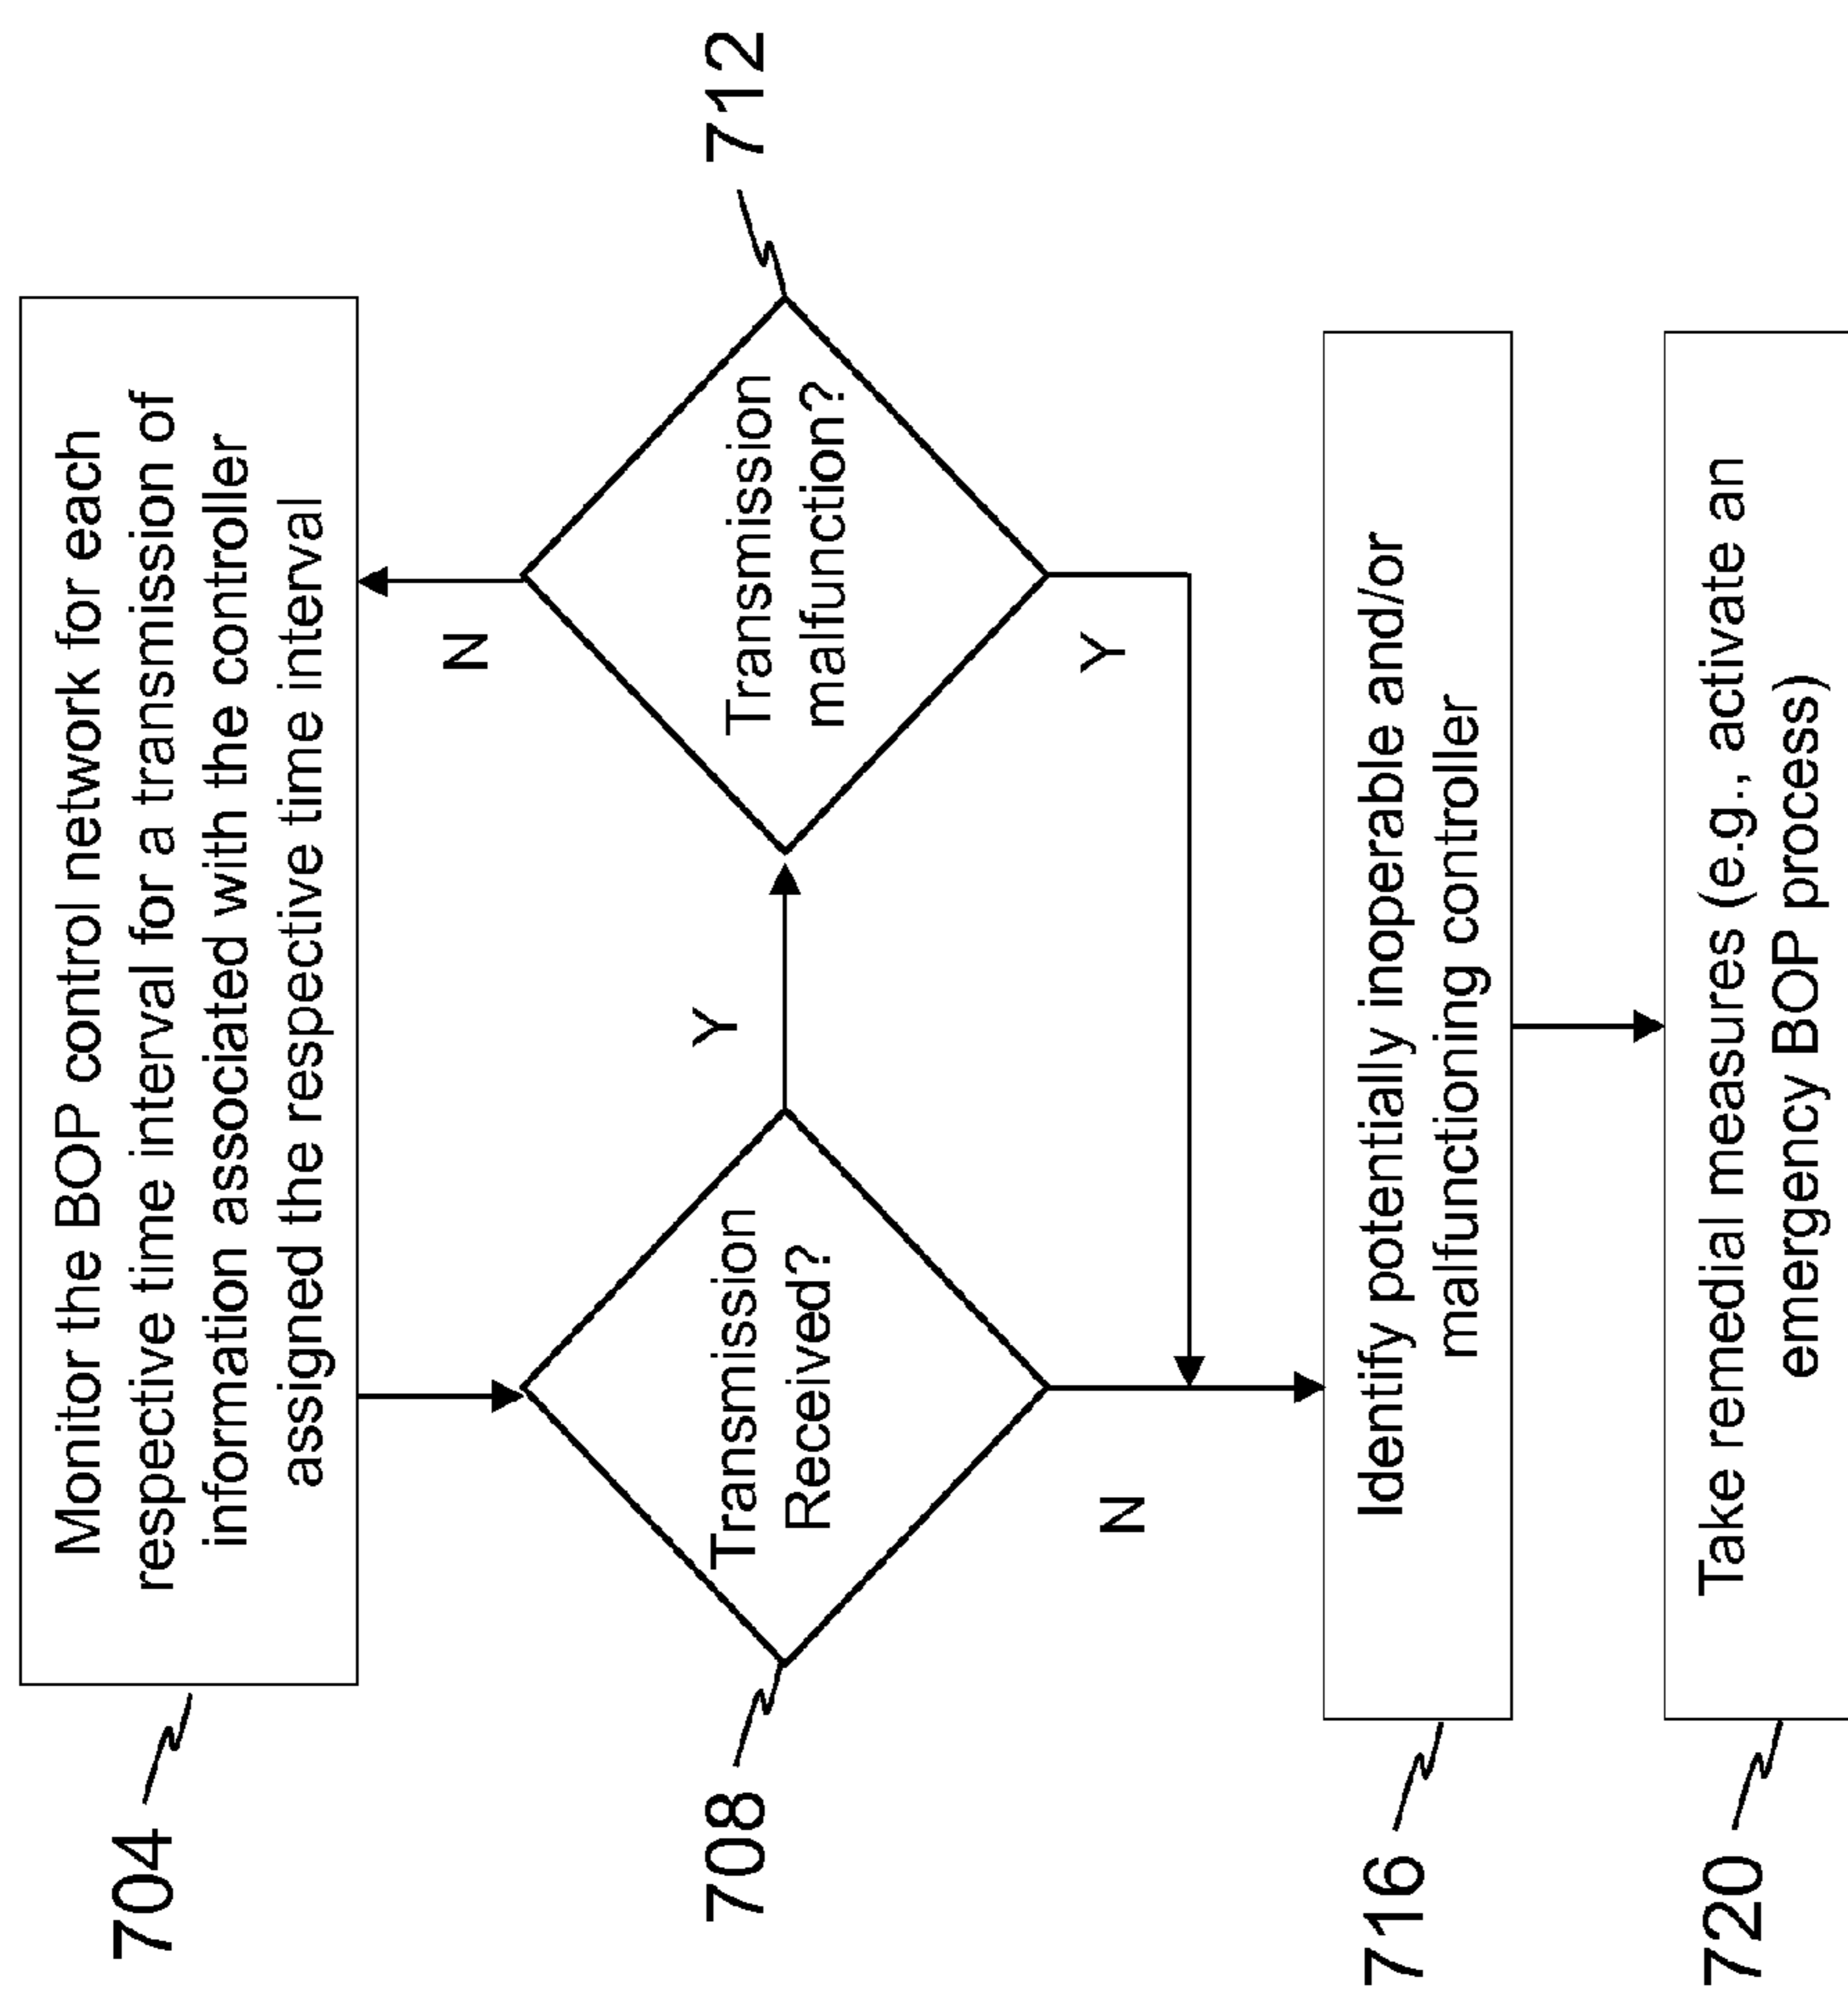 704
Monitor the BOP control network for each
respective time interval for a transmission of
information associated with the controller
assigned the respective time interval
N
712
Transmission
malfunction?
Y
708
Transmission
Received?
Y
N
716
Identify potentially inoperable and/or
malfunctioning controller
720
Take remedial measures (e.g., activate an
emergency BOP process)